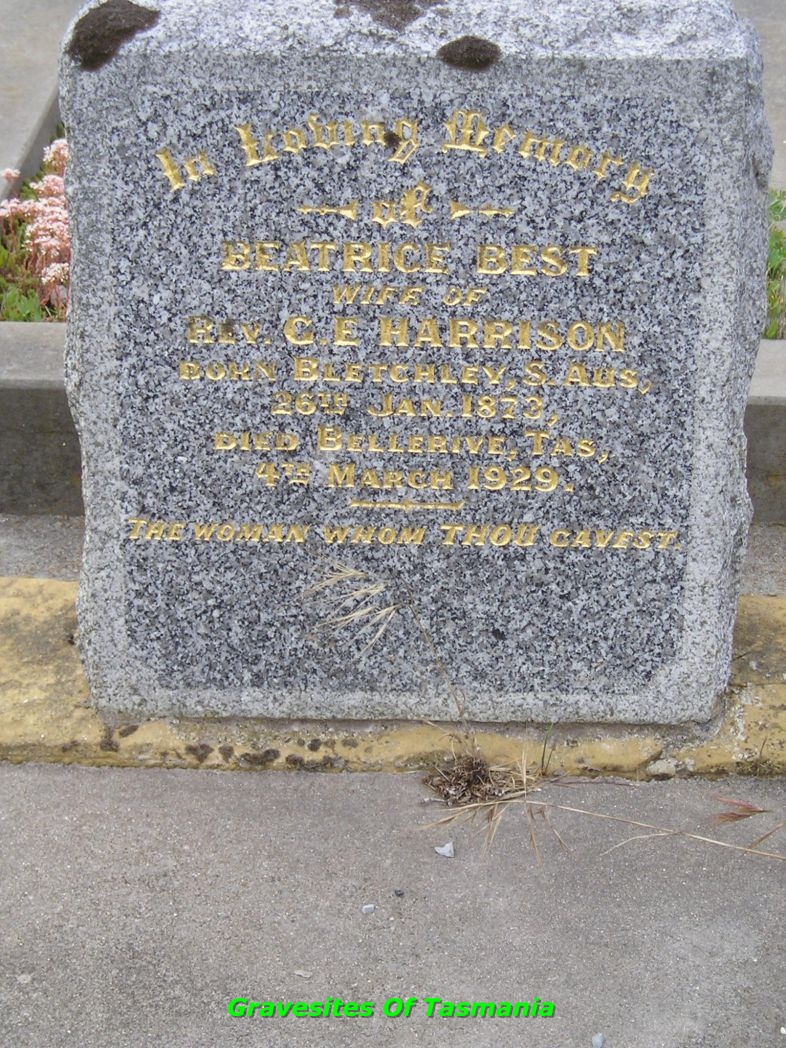 In Loving Memory
of
BEATRICE BEST
WIFE OF
REV. G. E HARRISON
BORN BLETCHLEY, S. AUS,
26TH JAN. 1873,
DIED BELLERIVE, TAS,
4TH MARCH 1929.
THE WOMAN WHOM THOU GAVEST.
Gravesites Of Tasmania